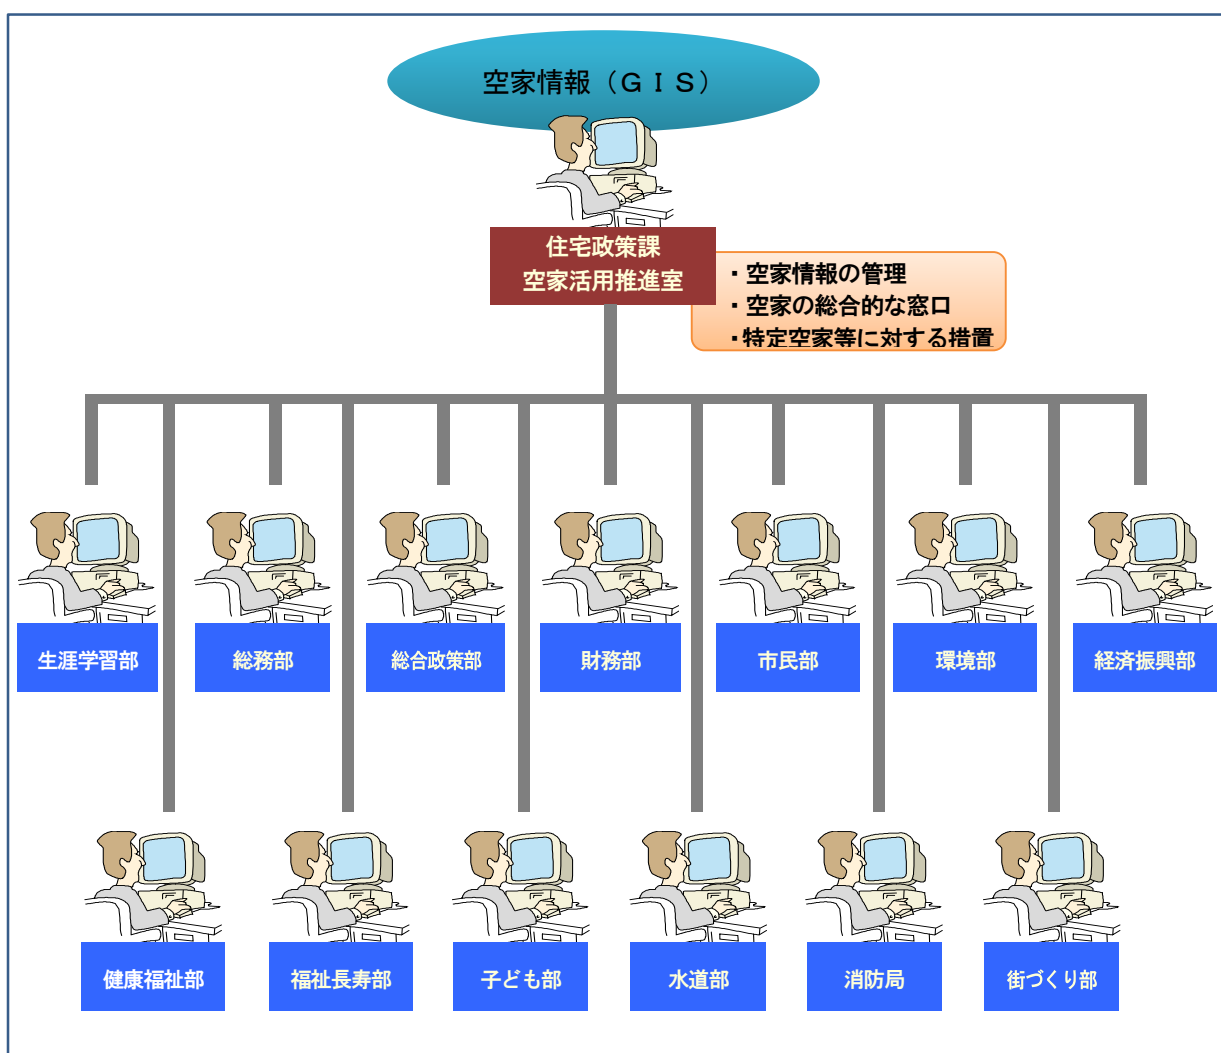 空家情報（ＧＩＳ）
住宅政策課
空家活用推進室
・空家情報の管理
・空家の総合的な窓口
・特定空家等に対する措置
生涯学習部
総務部
総合政策部
財務部
市民部
環境部
経済振興部
健康福祉部
福祉長寿部
子ども部
水道部
消防局
街づくり部